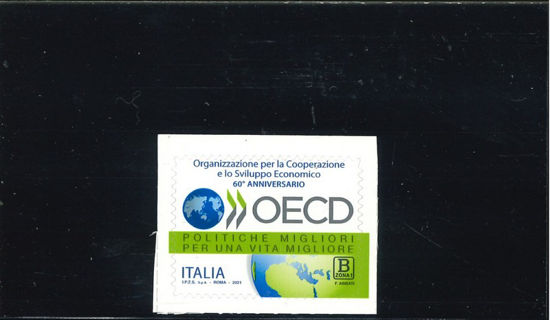 Organizzazione per la Cooperazione
e lo Sviluppo Economico
60° ANNIVERSARIO
OECD
POLITICHE MIGLIORI
PER UNA VITA MIGLIORE
ITALIA
B
ZONA 1
I.P.Z.S. S.p.A. - ROMA - 2021
P. ARRIATI